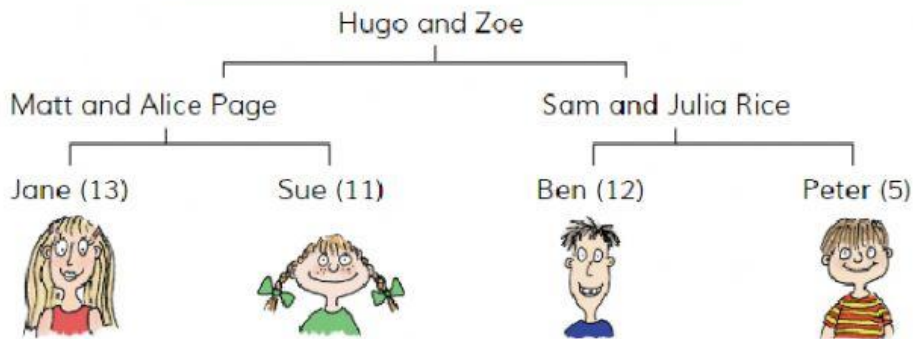 Hugo and Zoe
Matt and Alice Page Sam and Julia Rice
Jane (13) Sue (11) Ben (12) Peter (5)